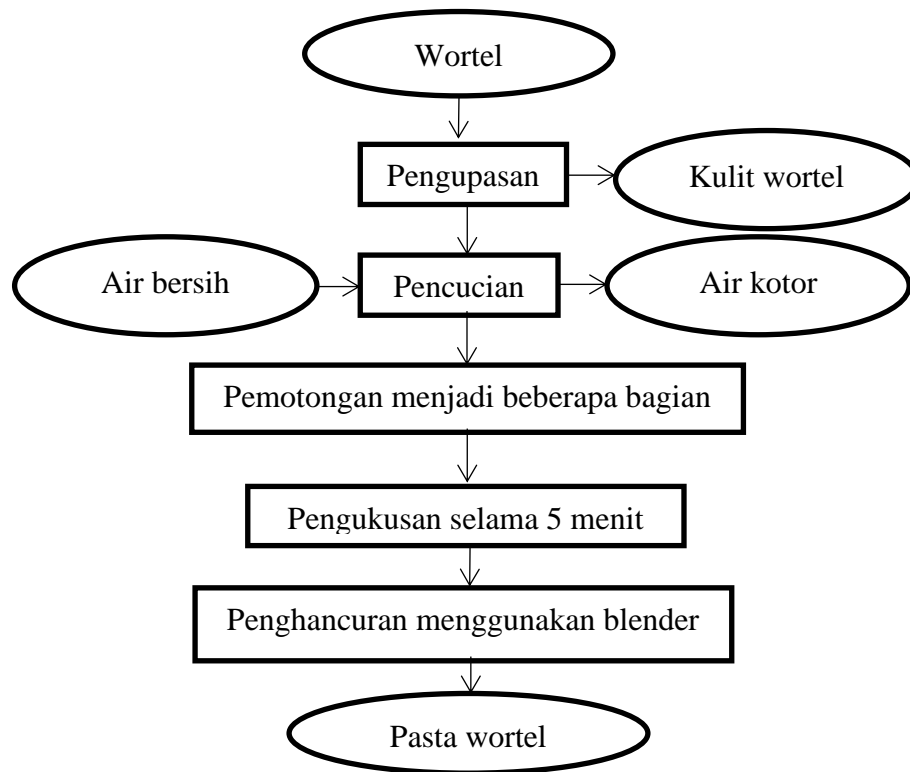 Wortel
Pengupasan
Kulit wortel
Air bersih
Pencucian
Air kotor
Pemotongan menjadi beberapa bagian
Pengukusan selama 5 menit
Penghancuran menggunakan blender
Pasta wortel